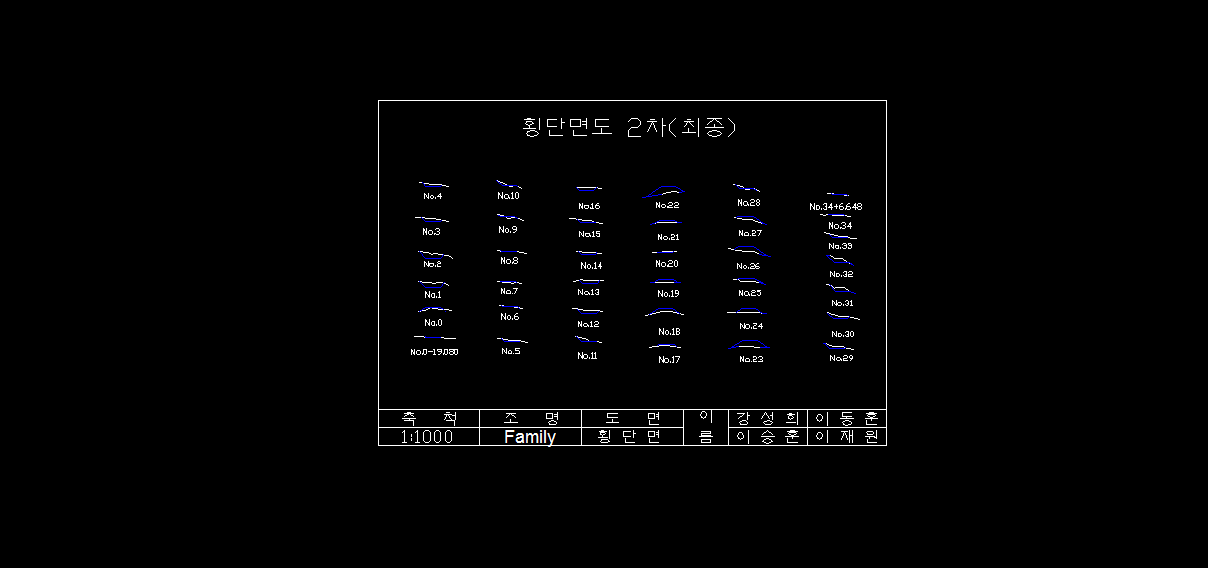 횡단면도 2차(최종)
No.4 No.10 No.16 No.22 No.28 No.34+6.648
No.3 No.9 No.15 No.21 No.27 No.34
No.2 No.8 No.14 No.20 No.26 No.33
No.1 No.7 No.13 No.19 No.25 No.32
No.0 No.6 No.12 No.18 No.24 No.31
No.0-19.080 No.5 No.11 No.17 No.23 No.30
No.29
축 척 조 명 도 면 이 름 강 성 희 이 동 훈
1:1000 Family 횡 단 면 이 승 훈 이 재 원